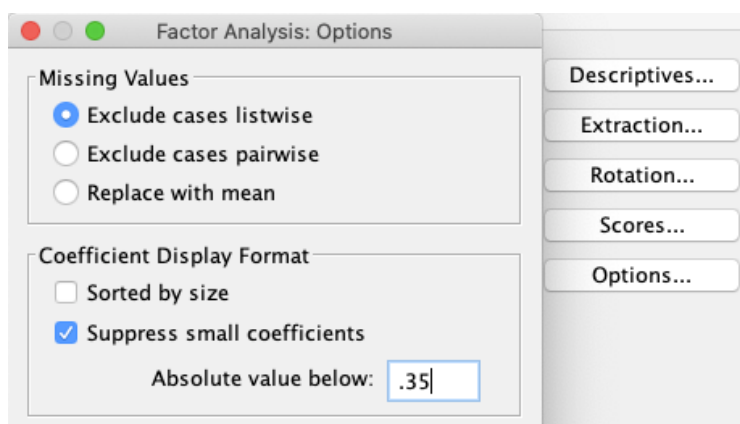 Factor Analysis: Options
Missing Values
Exclude cases listwise
Exclude cases pairwise
Replace with mean
Coefficient Display Format
Sorted by size
Suppress small coefficients
Absolute value below: .35
Descriptives...
Extraction...
Rotation...
Scores...
Options...